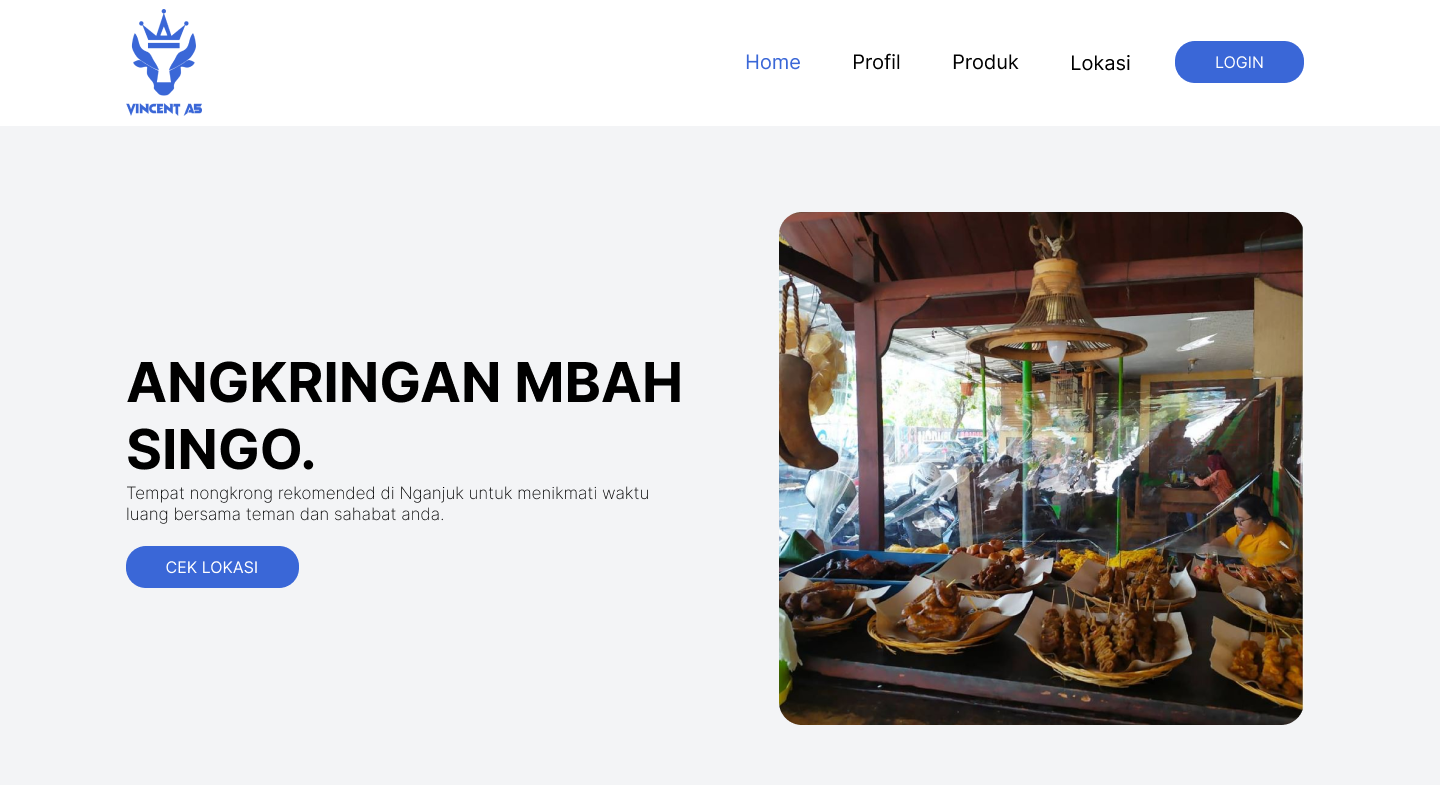 VINCENT A5
Home
Profil
Produk
Lokasi
LOGIN
ANGKRINGAN MBAH
SINGO.
Tempat nongkrong rekomended di Nganjuk untuk menikmati waktu
luang bersama teman dan sahabat anda.
CEK LOKASI